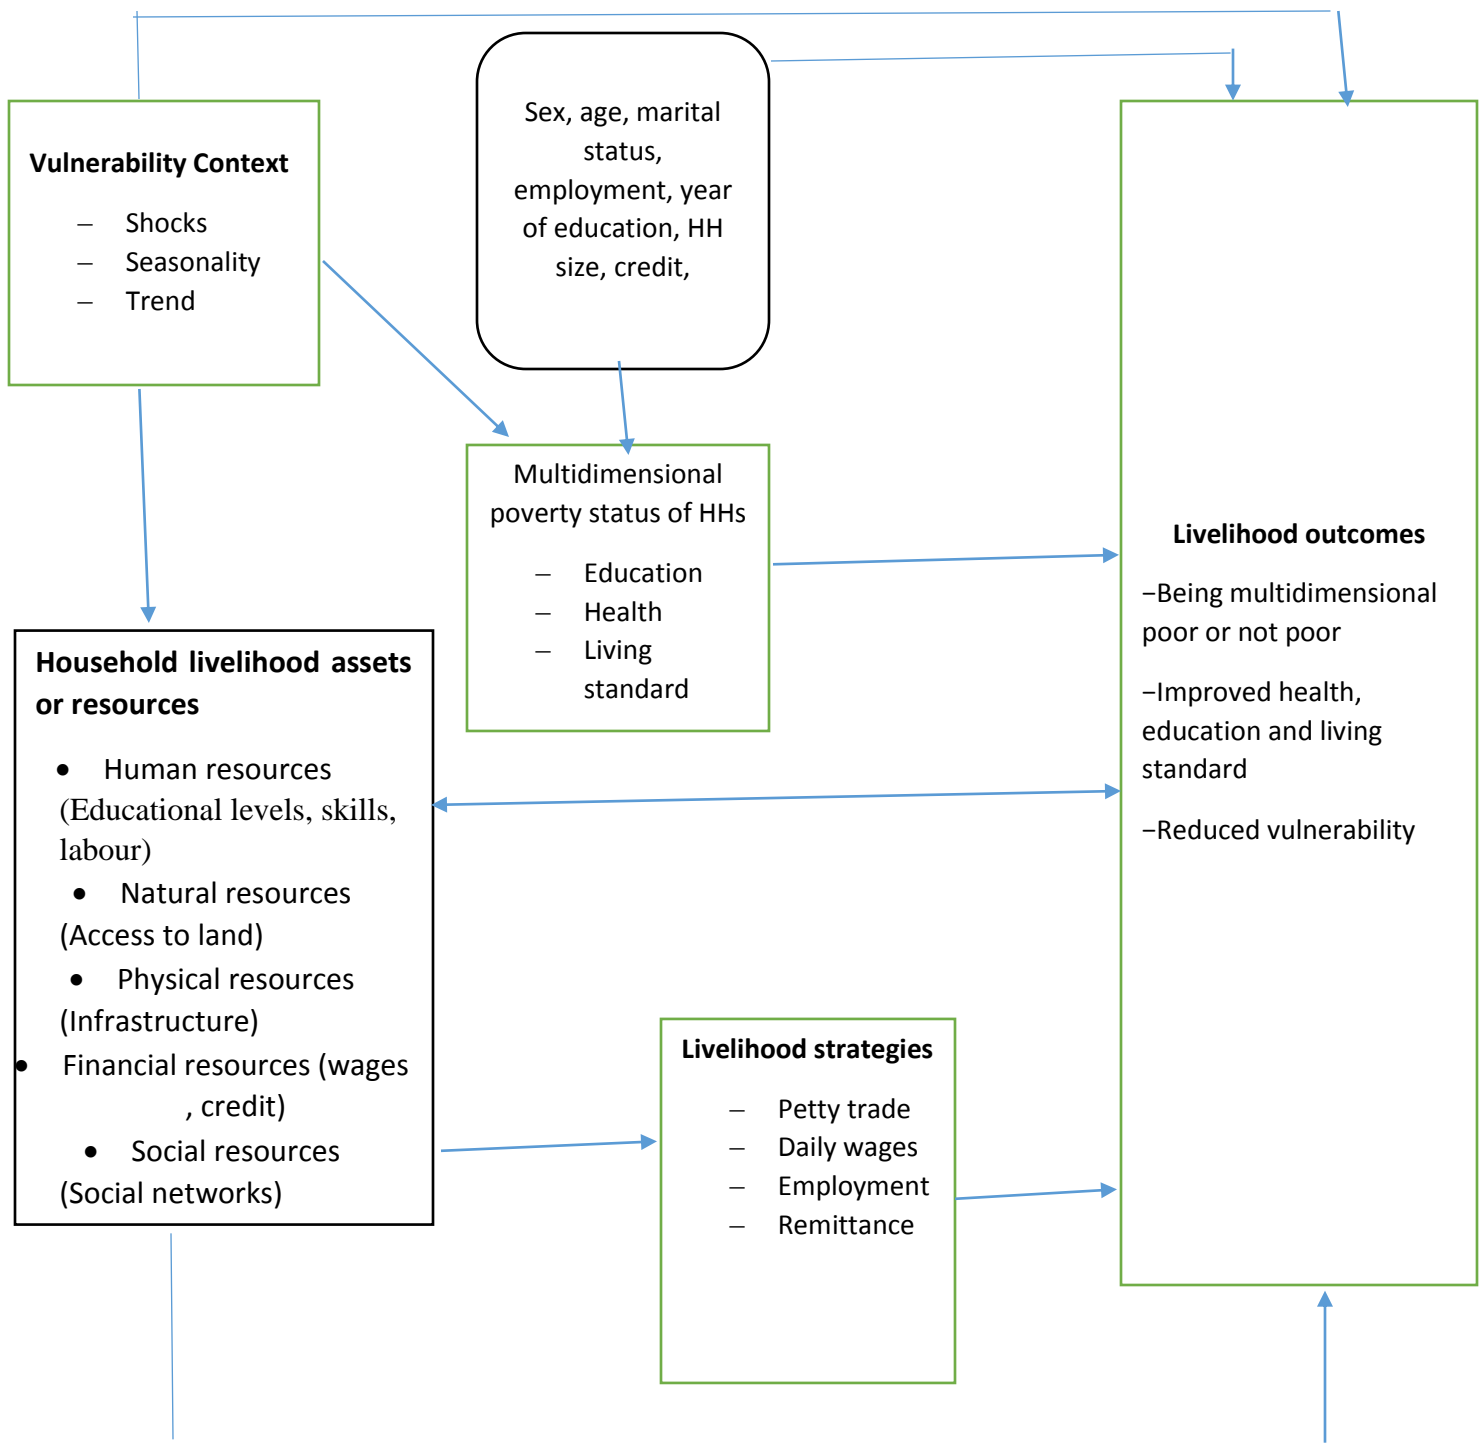 Vulnerability Context
– Shocks
– Seasonality
– Trend
Sex, age, marital
status,
employment, year
of education, HH
size, credit,
Multidimensional
poverty status of HHs
– Education
– Health
– Living
standard
Livelihood outcomes
–Being multidimensional
poor or not poor
–Improved health,
education and living
standard
–Reduced vulnerability
Household livelihood assets
or resources
• Human resources
(Educational levels, skills,
labour)
• Natural resources
(Access to land)
• Physical resources
(Infrastructure)
• Financial resources (wages
, credit)
• Social resources
(Social networks)
Livelihood strategies
– Petty trade
– Daily wages
– Employment
– Remittance